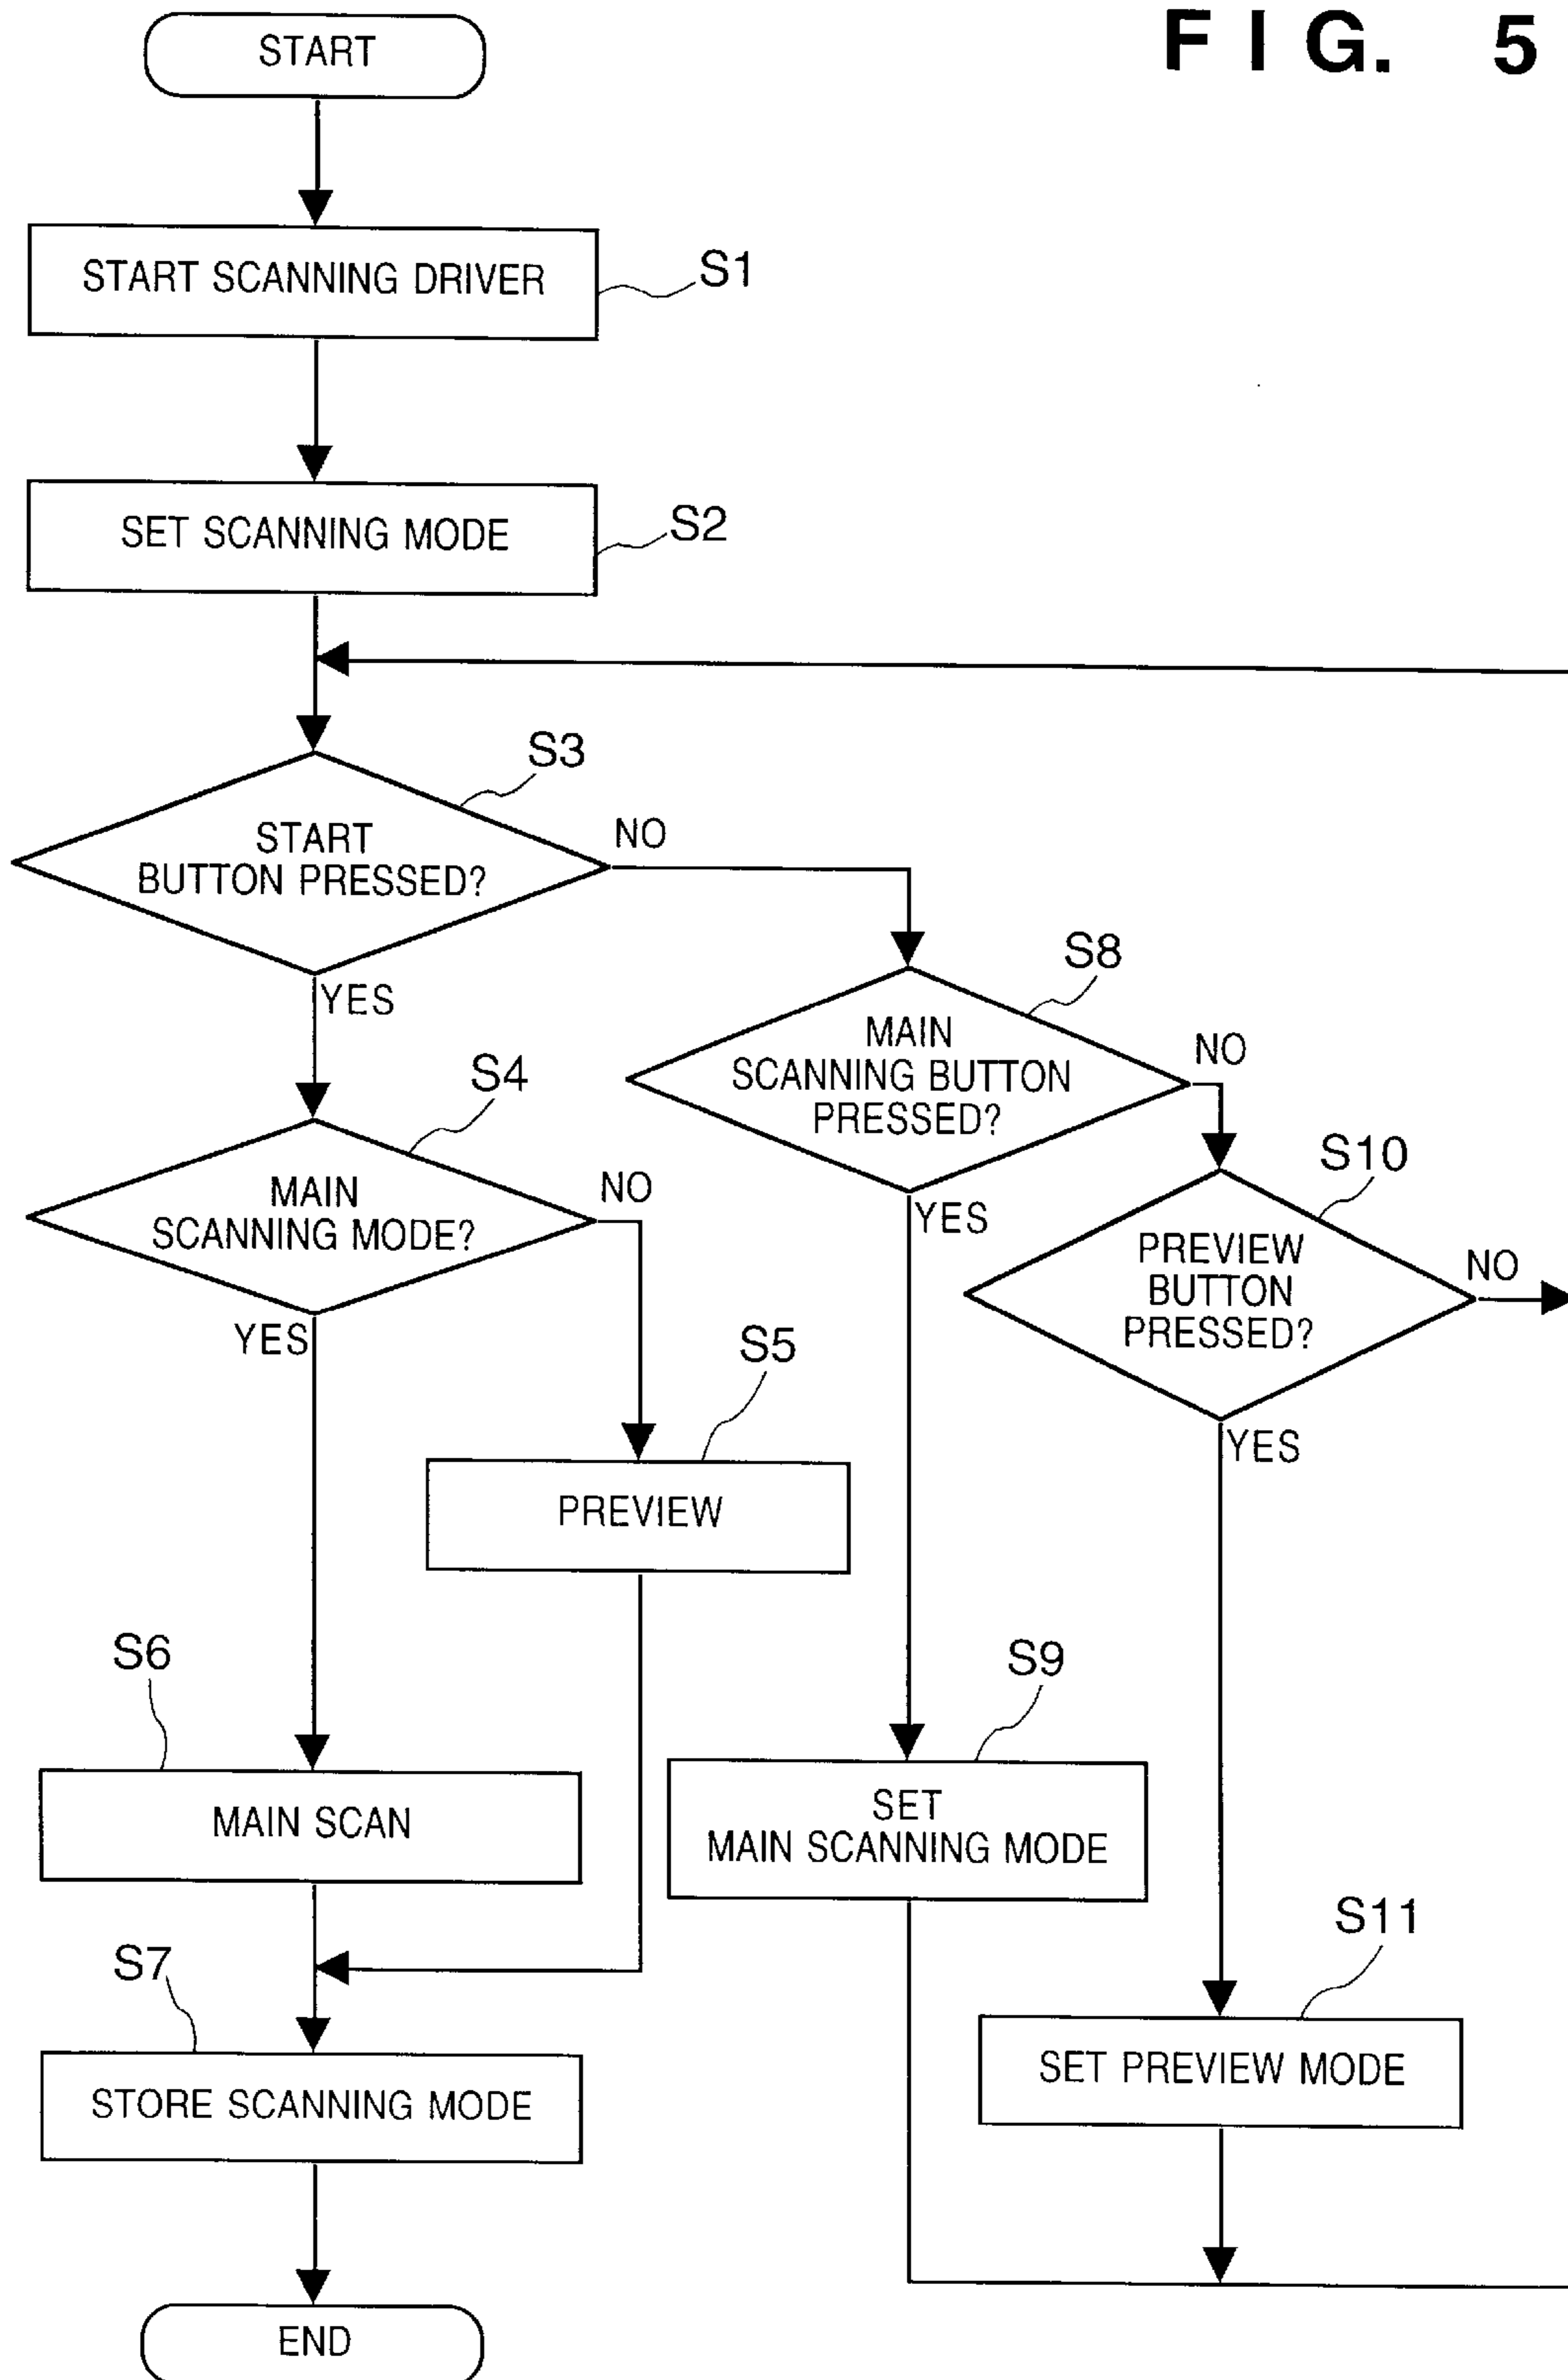 FIG. 5
START
START SCANNING DRIVER
S1
SET SCANNING MODE
S2
S3
START
BUTTON PRESSED?
NO
YES
S4
MAIN
SCANNING MODE?
NO
YES
S5
PREVIEW
S6
MAIN SCAN
S7
STORE SCANNING MODE
END
S8
MAIN
SCANNING BUTTON
PRESSED?
NO
YES
S9
SET
MAIN SCANNING MODE
S10
PREVIEW
BUTTON
PRESSED?
NO
YES
S11
SET PREVIEW MODE